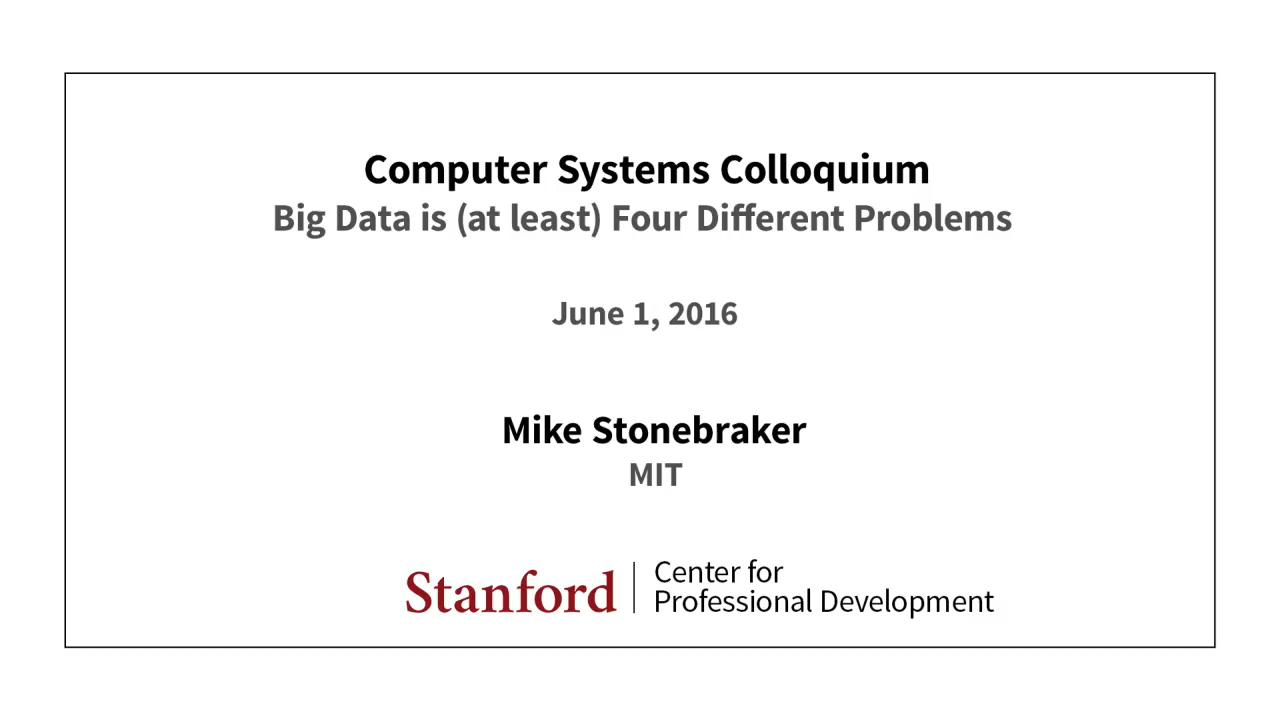 Computer Systems Colloquium
Big Data is (at least) Four Different Problems
June 1, 2016
Mike Stonebraker
MIT
Stanford
Center for
Professional Development